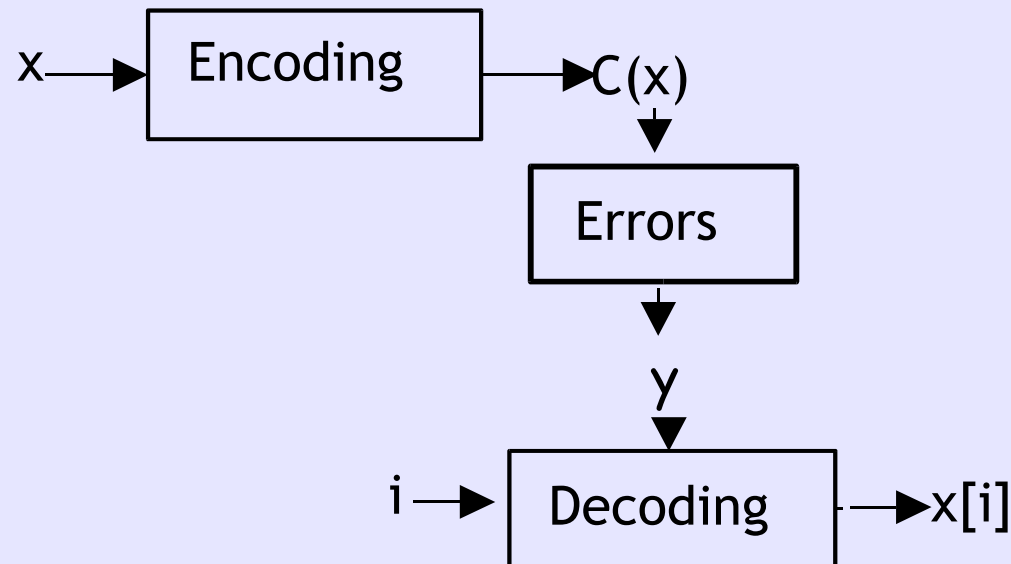 x
Encoding
C(x)
Errors
y
i
Decoding
x[i]